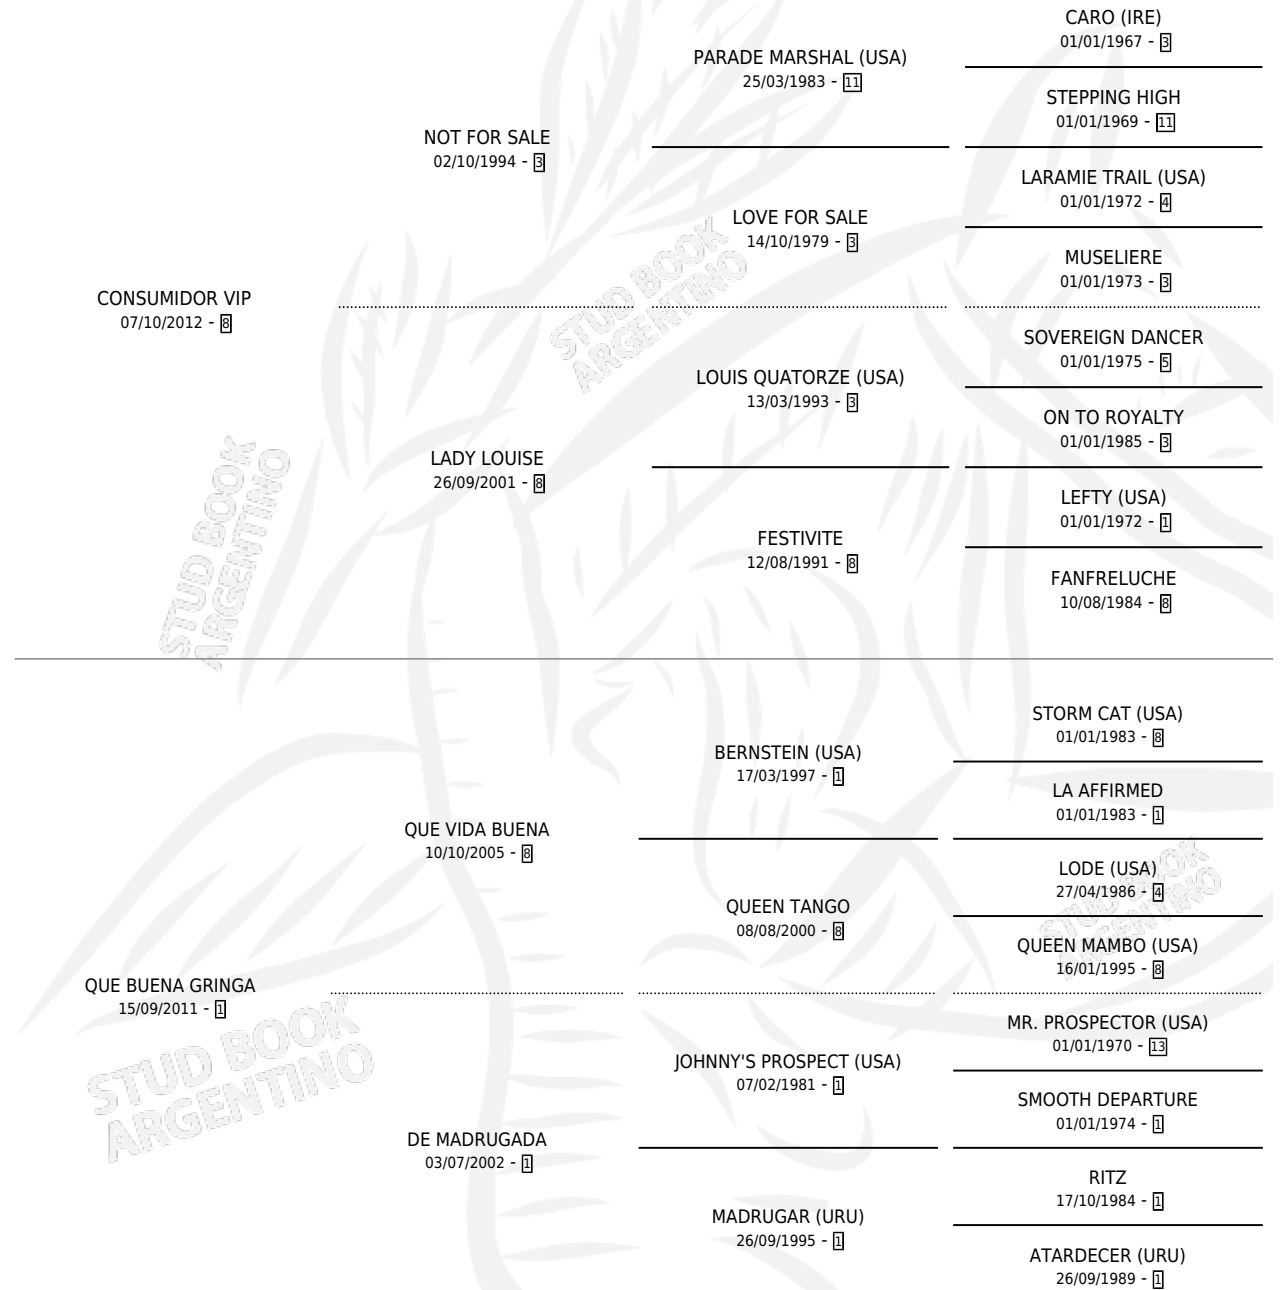 CARO (IRE)
01/01/1967 - 3
PARADE MARSHAL (USA)
25/03/1983 - 11
STEPPING HIGH
01/01/1969 - 11
NOT FOR SALE
02/10/1994 - 3
LARAMIE TRAIL (USA)
01/01/1972 - 4
LOVE FOR SALE
14/10/1979 - 3
MUSELIERE
01/01/1973 - 3
CONSUMIDOR VIP
07/10/2012 - 8
SOVEREIGN DANCER
01/01/1975 - 5
LOUIS QUATORZE (USA)
13/03/1993 - 3
ON TO ROYALTY
01/01/1985 - 3
LADY LOUISE
26/09/2001 - 8
LEFTY (USA)
01/01/1972 - 1
FESTIVITE
12/08/1991 - 8
FANFRELUCHE
10/08/1984 - 8
STORM CAT (USA)
01/01/1983 - 8
BERNSTEIN (USA)
17/03/1997 - 1
LA AFFIRMED
01/01/1983 - 1
QUE VIDA BUENA
10/10/2005 - 8
LODE (USA)
27/04/1986 - 4
QUEEN TANGO
08/08/2000 - 8
QUEEN MAMBO (USA)
16/01/1995 - 8
QUE BUENA GRINGA
15/09/2011 - 1
MR. PROSPECTOR (USA)
01/01/1970 - 13
JOHNNY'S PROSPECT (USA)
07/02/1981 - 1
SMOOTH DEPARTURE
01/01/1974 - 1
DE MADRUGADA
03/07/2002 - 1
RITZ
17/10/1984 - 1
MADRUGAR (URU)
26/09/1995 - 1
ATARDECER (URU)
26/09/1989 - 1
STUD BOOK
ARGENTINO
STUD BOOK
ARGENTINO
STUD BOOK
ARGENTINO
STUD BOOK
ARGENTINO